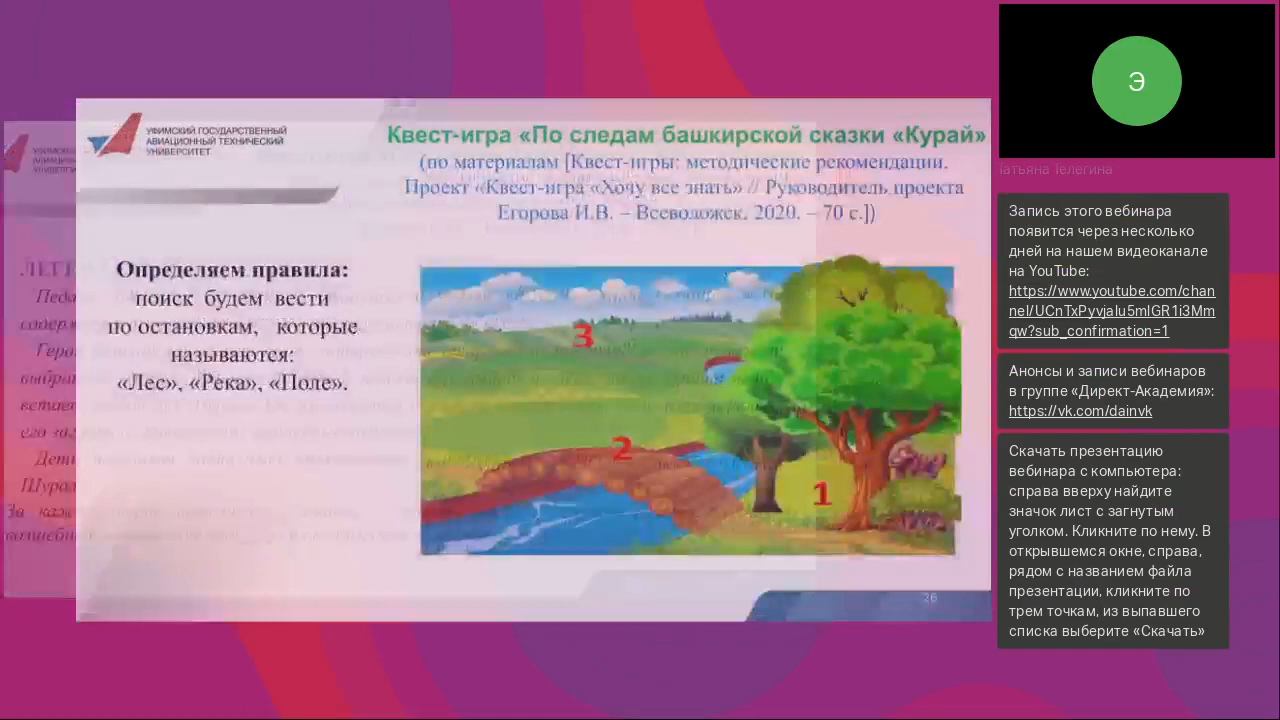 УФИМСКИЙ ГОСУДАРСТВЕННЫЙ
АВИАЦИОННЫЙ ТЕХНИЧЕСКИЙ
УНИВЕРСИТЕТ
Квест-игра «По следам башкирской сказки «Курай»
(по материалам [Квест-игры: методические рекомендации.
Проект «Квест-игра «Хочу все знать» // Руководитель проекта
Егорова И.В. – Всеволожск, 2020. – 70 с.])
Определяем правила:
поиск будем вести
по остановкам, которые
называются:
«Лес», «Река», «Поле».
3
2
1
26
Э
Татьяна Телегина
Запись этого вебинара
появится через несколько
дней на нашем видеоканале
на YouTube:
https://www.youtube.com/chan
nel/UCnTxPyvjalu5mlGR1i3Mm
qw?sub_confirmation=1
Анонсы и записи вебинаров
в группе «Директ-Академия»:
https://vk.com/dainvk
Скачать презентацию
вебинара с компьютера:
справа вверху найдите
значок лист с загнутым
уголком. Кликните по нему. В
открывшемся окне, справа,
рядом с названием файла
презентации, кликните по
трем точкам, из выпавшего
списка выберите «Скачать»